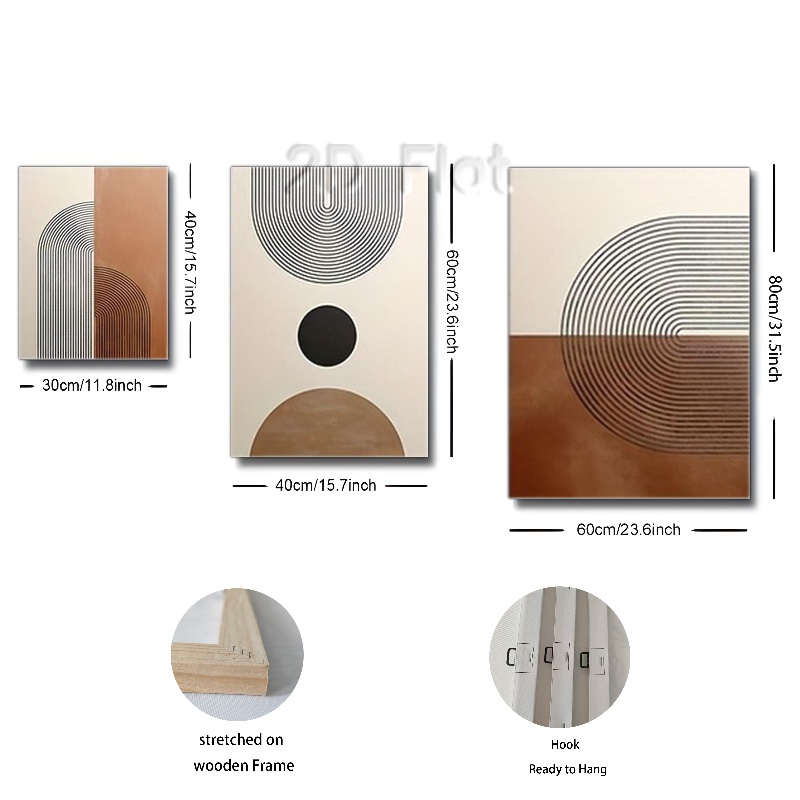 2D Flat
40cm/15.7inch
30cm/11.8inch
60cm/23.6inch
40cm/15.7inch
80cm/31.5inch
60cm/23.6inch
stretched on
wooden Frame
Hook
Ready to Hang